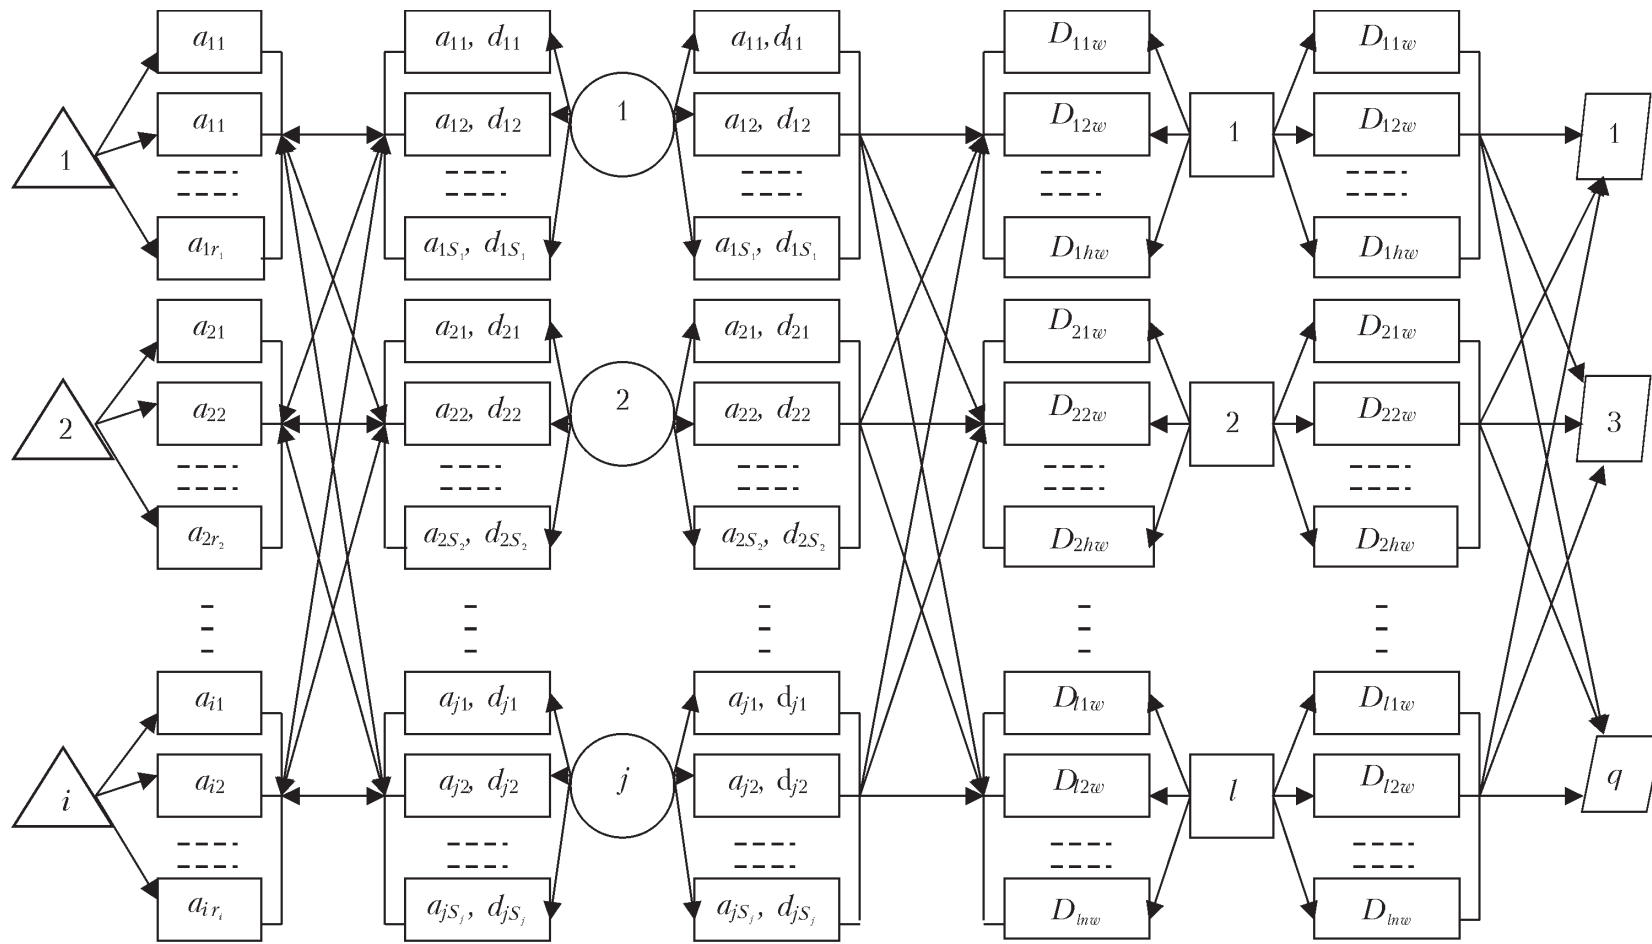 a₁₁ a₁₁, d₁₁ a₁₁,d₁₁ D₁₁w D₁₁w
1 a₁₁ a₁₂, d₁₂ 1 a₁₂, d₁₂ D₁₂w 1 D₁₂w 1
a₁r₁ a₁S₁, d₁S₁ a₁S₁, d₁S₁ D₁hw D₁hw
a₂₁ a₂₁, d₂₁ a₂₁, d₂₁ D₂₁w D₂₁w
2 a₂₂ a₂₂, d₂₂ 2 a₂₂, d₂₂ D₂₂w 2 D₂₂w 3
a₂r₂ a₂S₂, d₂S₂ a₂S₂, d₂S₂ D₂hw D₂hw
aᵢ₁ aⱼ₁, dⱼ₁ aⱼ₁, dⱼ₁ Dₗ₁w Dₗ₁w
i aᵢ₂ aⱼ₂, dⱼ₂ j aⱼ₂, dⱼ₂ Dₗ₂w l Dₗ₂w q
aᵢrᵢ aⱼSⱼ, dⱼSⱼ aⱼSⱼ, dⱼSⱼ Dlnw Dlnw